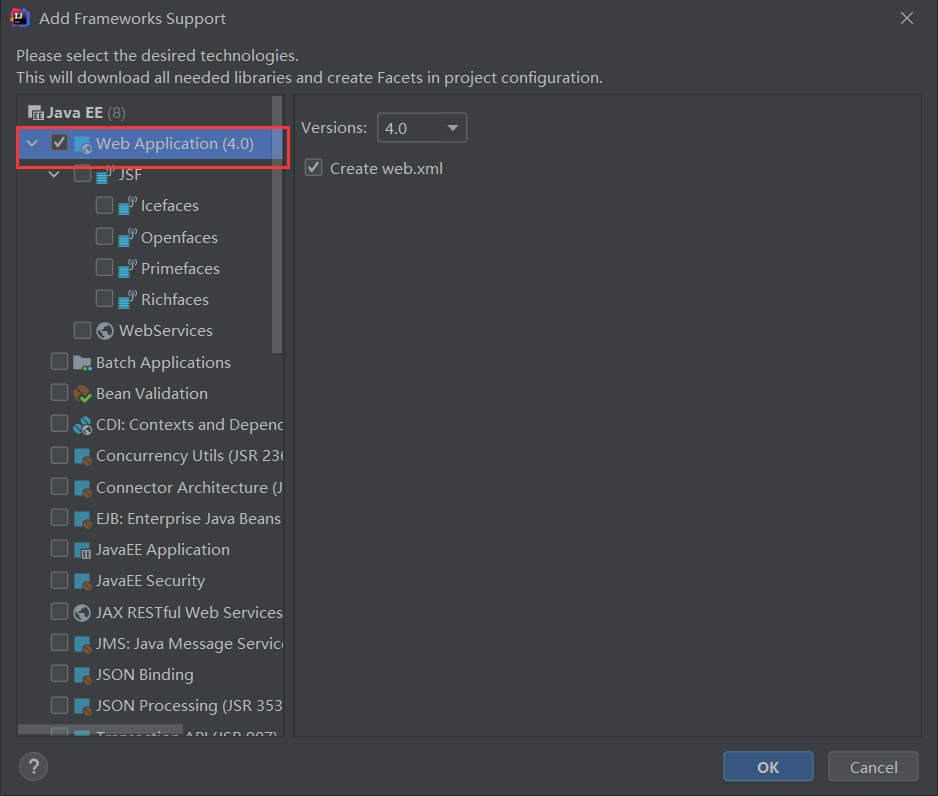 Add Frameworks Support
Please select the desired technologies.
This will download all needed libraries and create Facets in project configuration.
Java EE (8)
Web Application (4.0)
JSF
Icefaces
Openfaces
Primefaces
Richfaces
WebServices
Batch Applications
Bean Validation
CDI: Contexts and Depend
Concurrency Utils (JSR 236
Connector Architecture (J
EJB: Enterprise Java Beans
JavaEE Application
JavaEE Security
JAX RESTful Web Services
JMS: Java Message Servic
JSON Binding
JSON Processing (JSR 353
Transaction API (JSR 907)
Versions: 4.0
Create web.xml
?
OK
Cancel